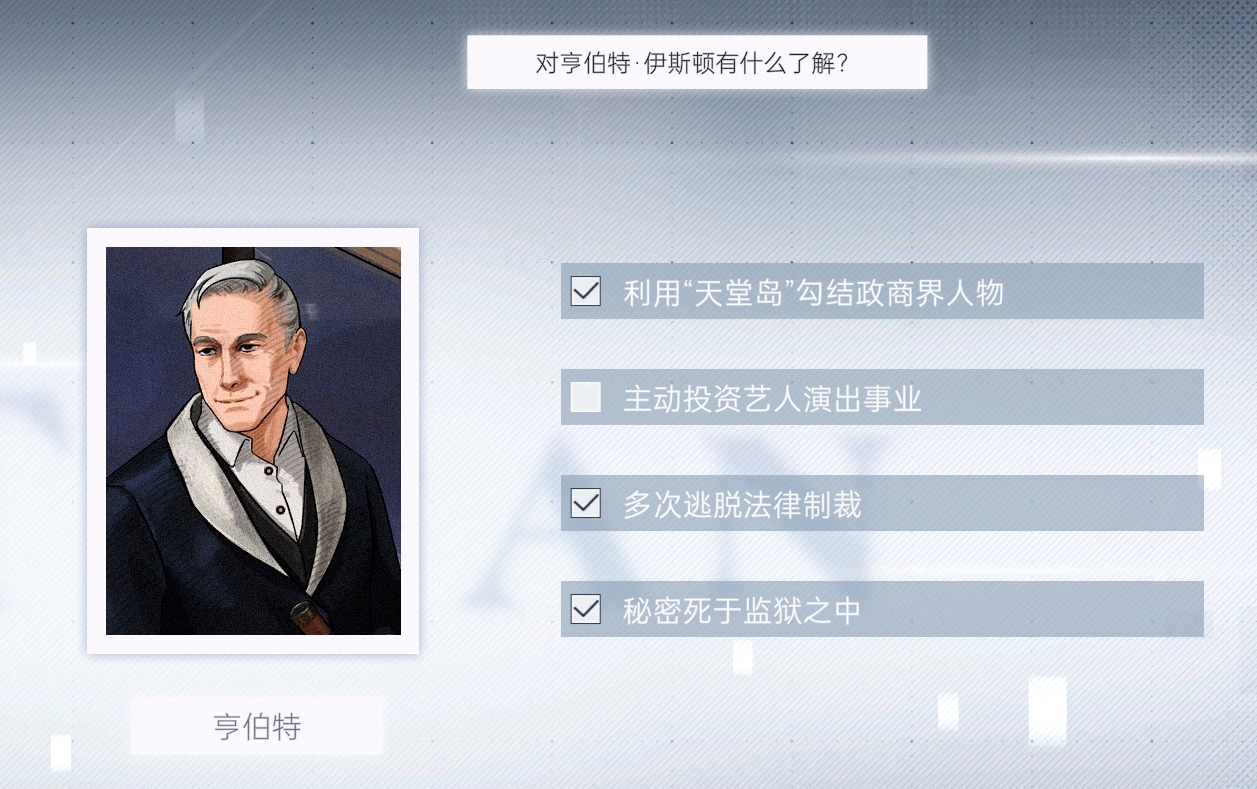 对亨伯特·伊斯顿有什么了解？
利用“天堂岛”勾结政商界人物
主动投资艺人演出事业
多次逃脱法律制裁
秘密死于监狱之中
亨伯特